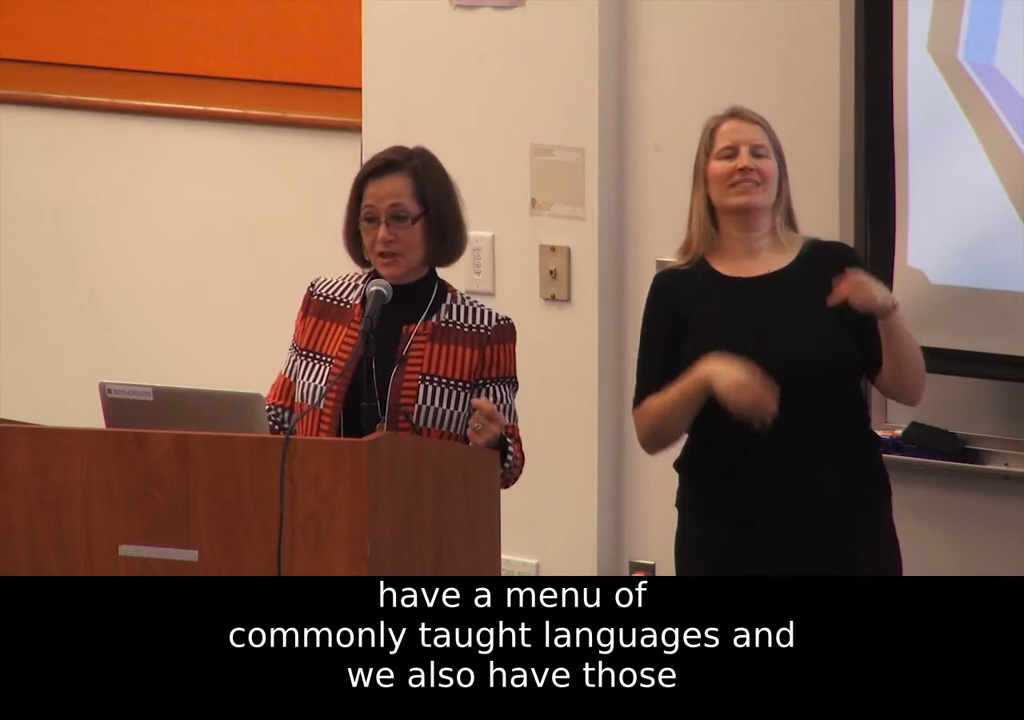 have a menu of
commonly taught languages and
we also have those